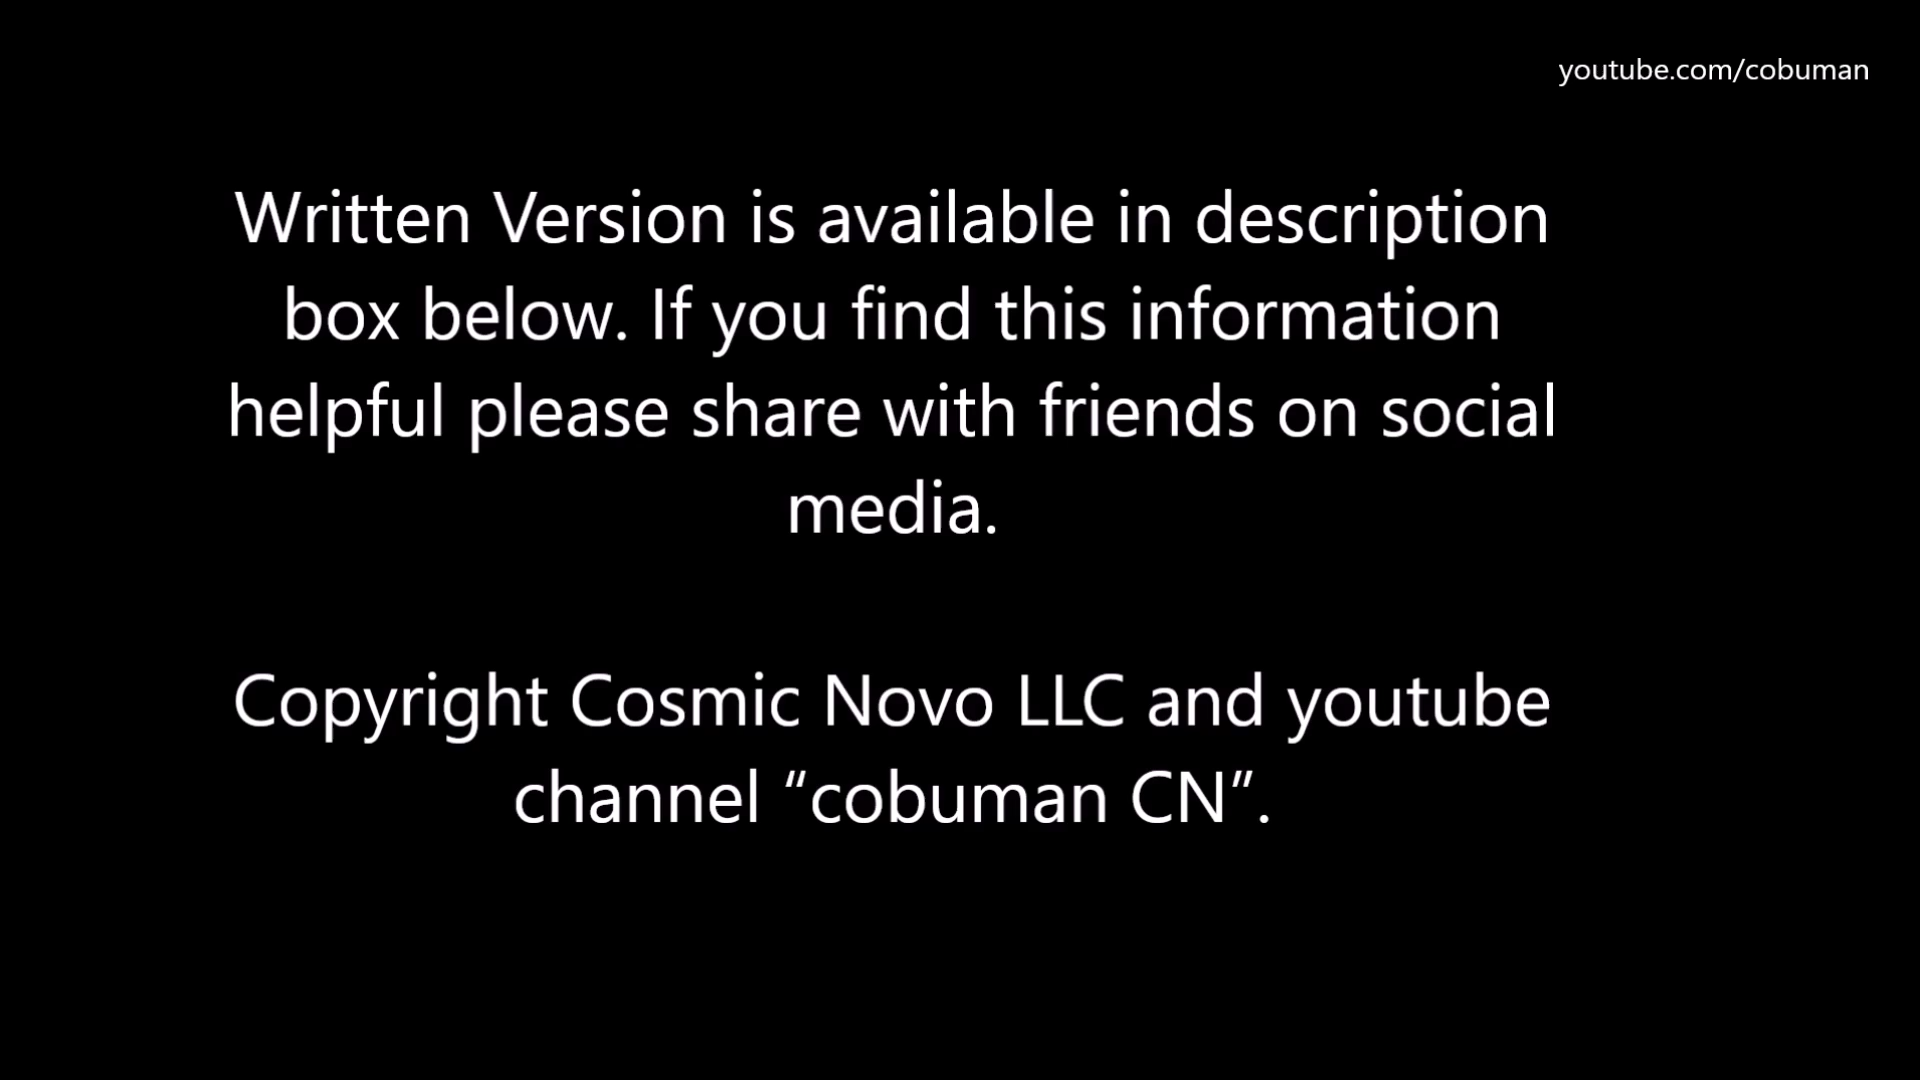 youtube.com/cobuman
Written Version is available in description
box below. If you find this information
helpful please share with friends on social
media.
Copyright Cosmic Novo LLC and youtube
channel “cobuman CN”.